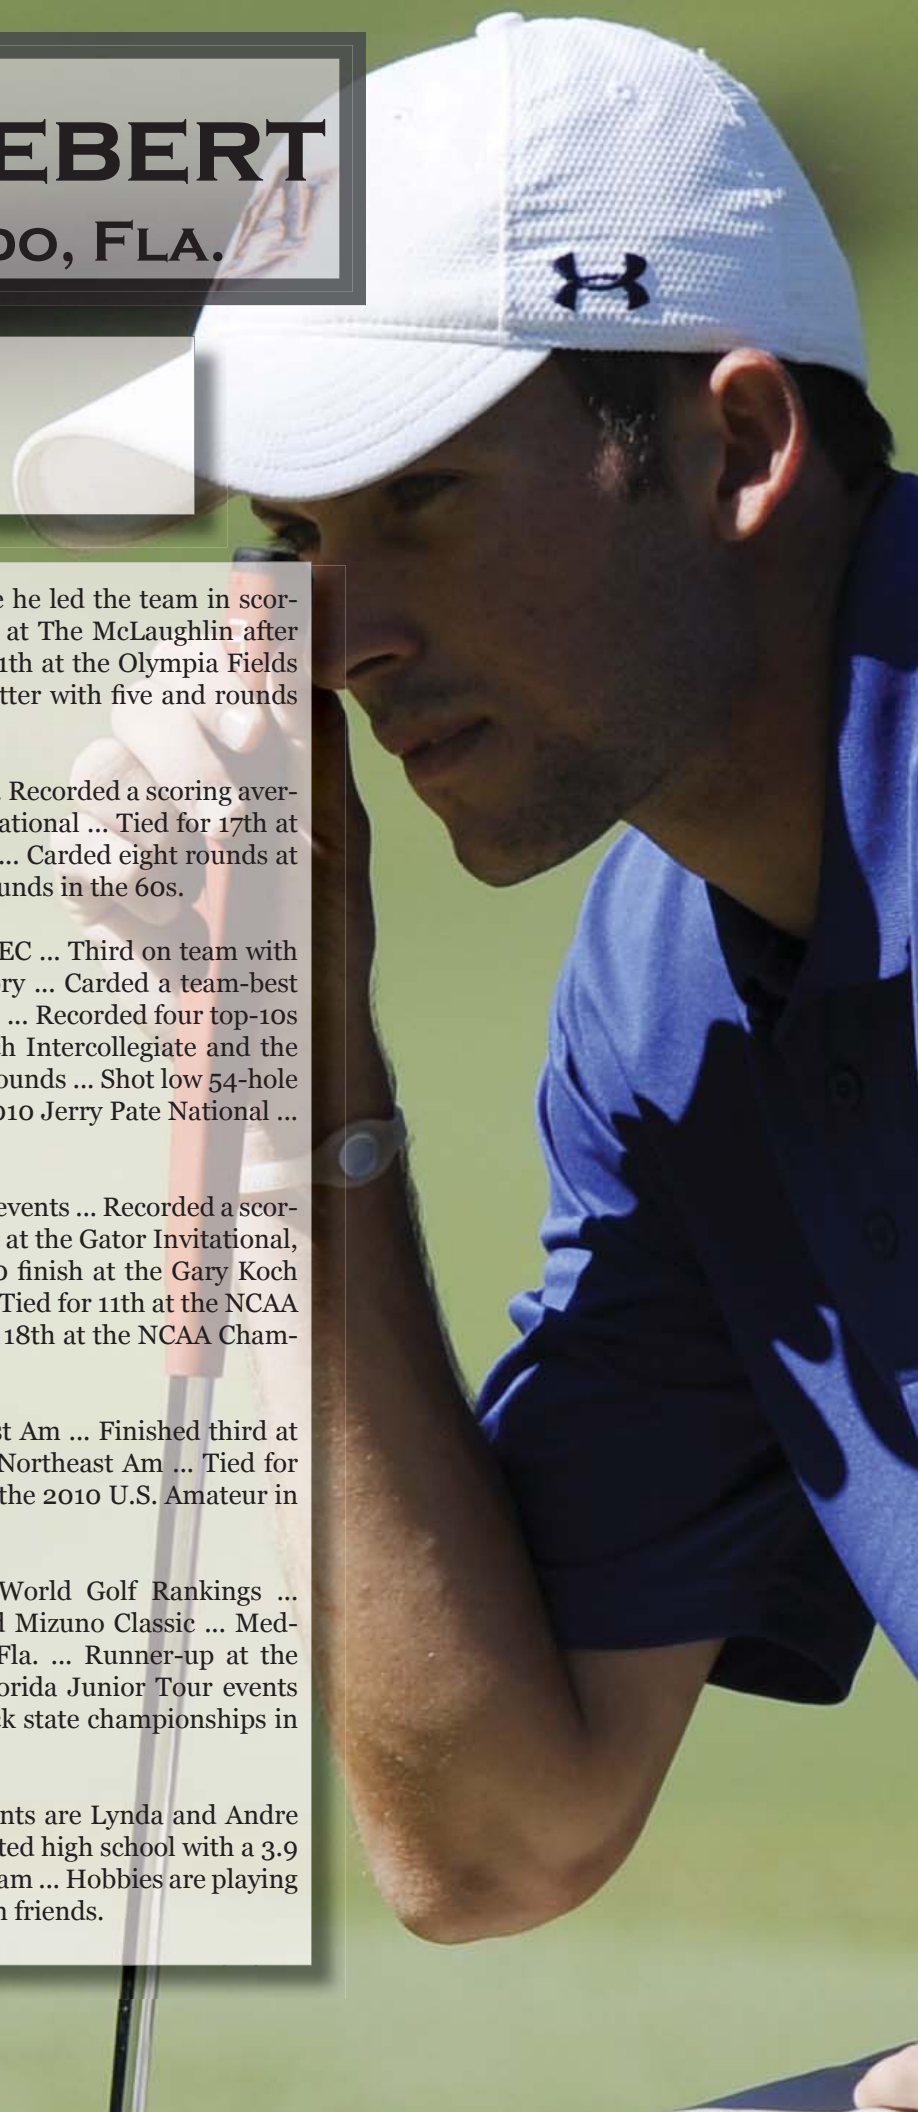 EBERT
DO, FLA.
e he led the team in scor-
at The McLaughlin after
1th at the Olympia Fields
tter with five and rounds
. Recorded a scoring aver-
ational ... Tied for 17th at
... Carded eight rounds at
unds in the 60s.
EC ... Third on team with
ory ... Carded a team-best
... Recorded four top-10s
ch Intercollegiate and the
ounds ... Shot low 54-hole
010 Jerry Pate National ...
events ... Recorded a scor-
at the Gator Invitational,
0 finish at the Gary Koch
Tied for 11th at the NCAA
18th at the NCAA Cham-
st Am ... Finished third at
Northeast Am ... Tied for
the 2010 U.S. Amateur in
World Golf Rankings ...
d Mizuno Classic ... Med-
Fla. ... Runner-up at the
orida Junior Tour events
ck state championships in
nts are Lynda and Andre
ted high school with a 3.9
am ... Hobbies are playing
h friends.